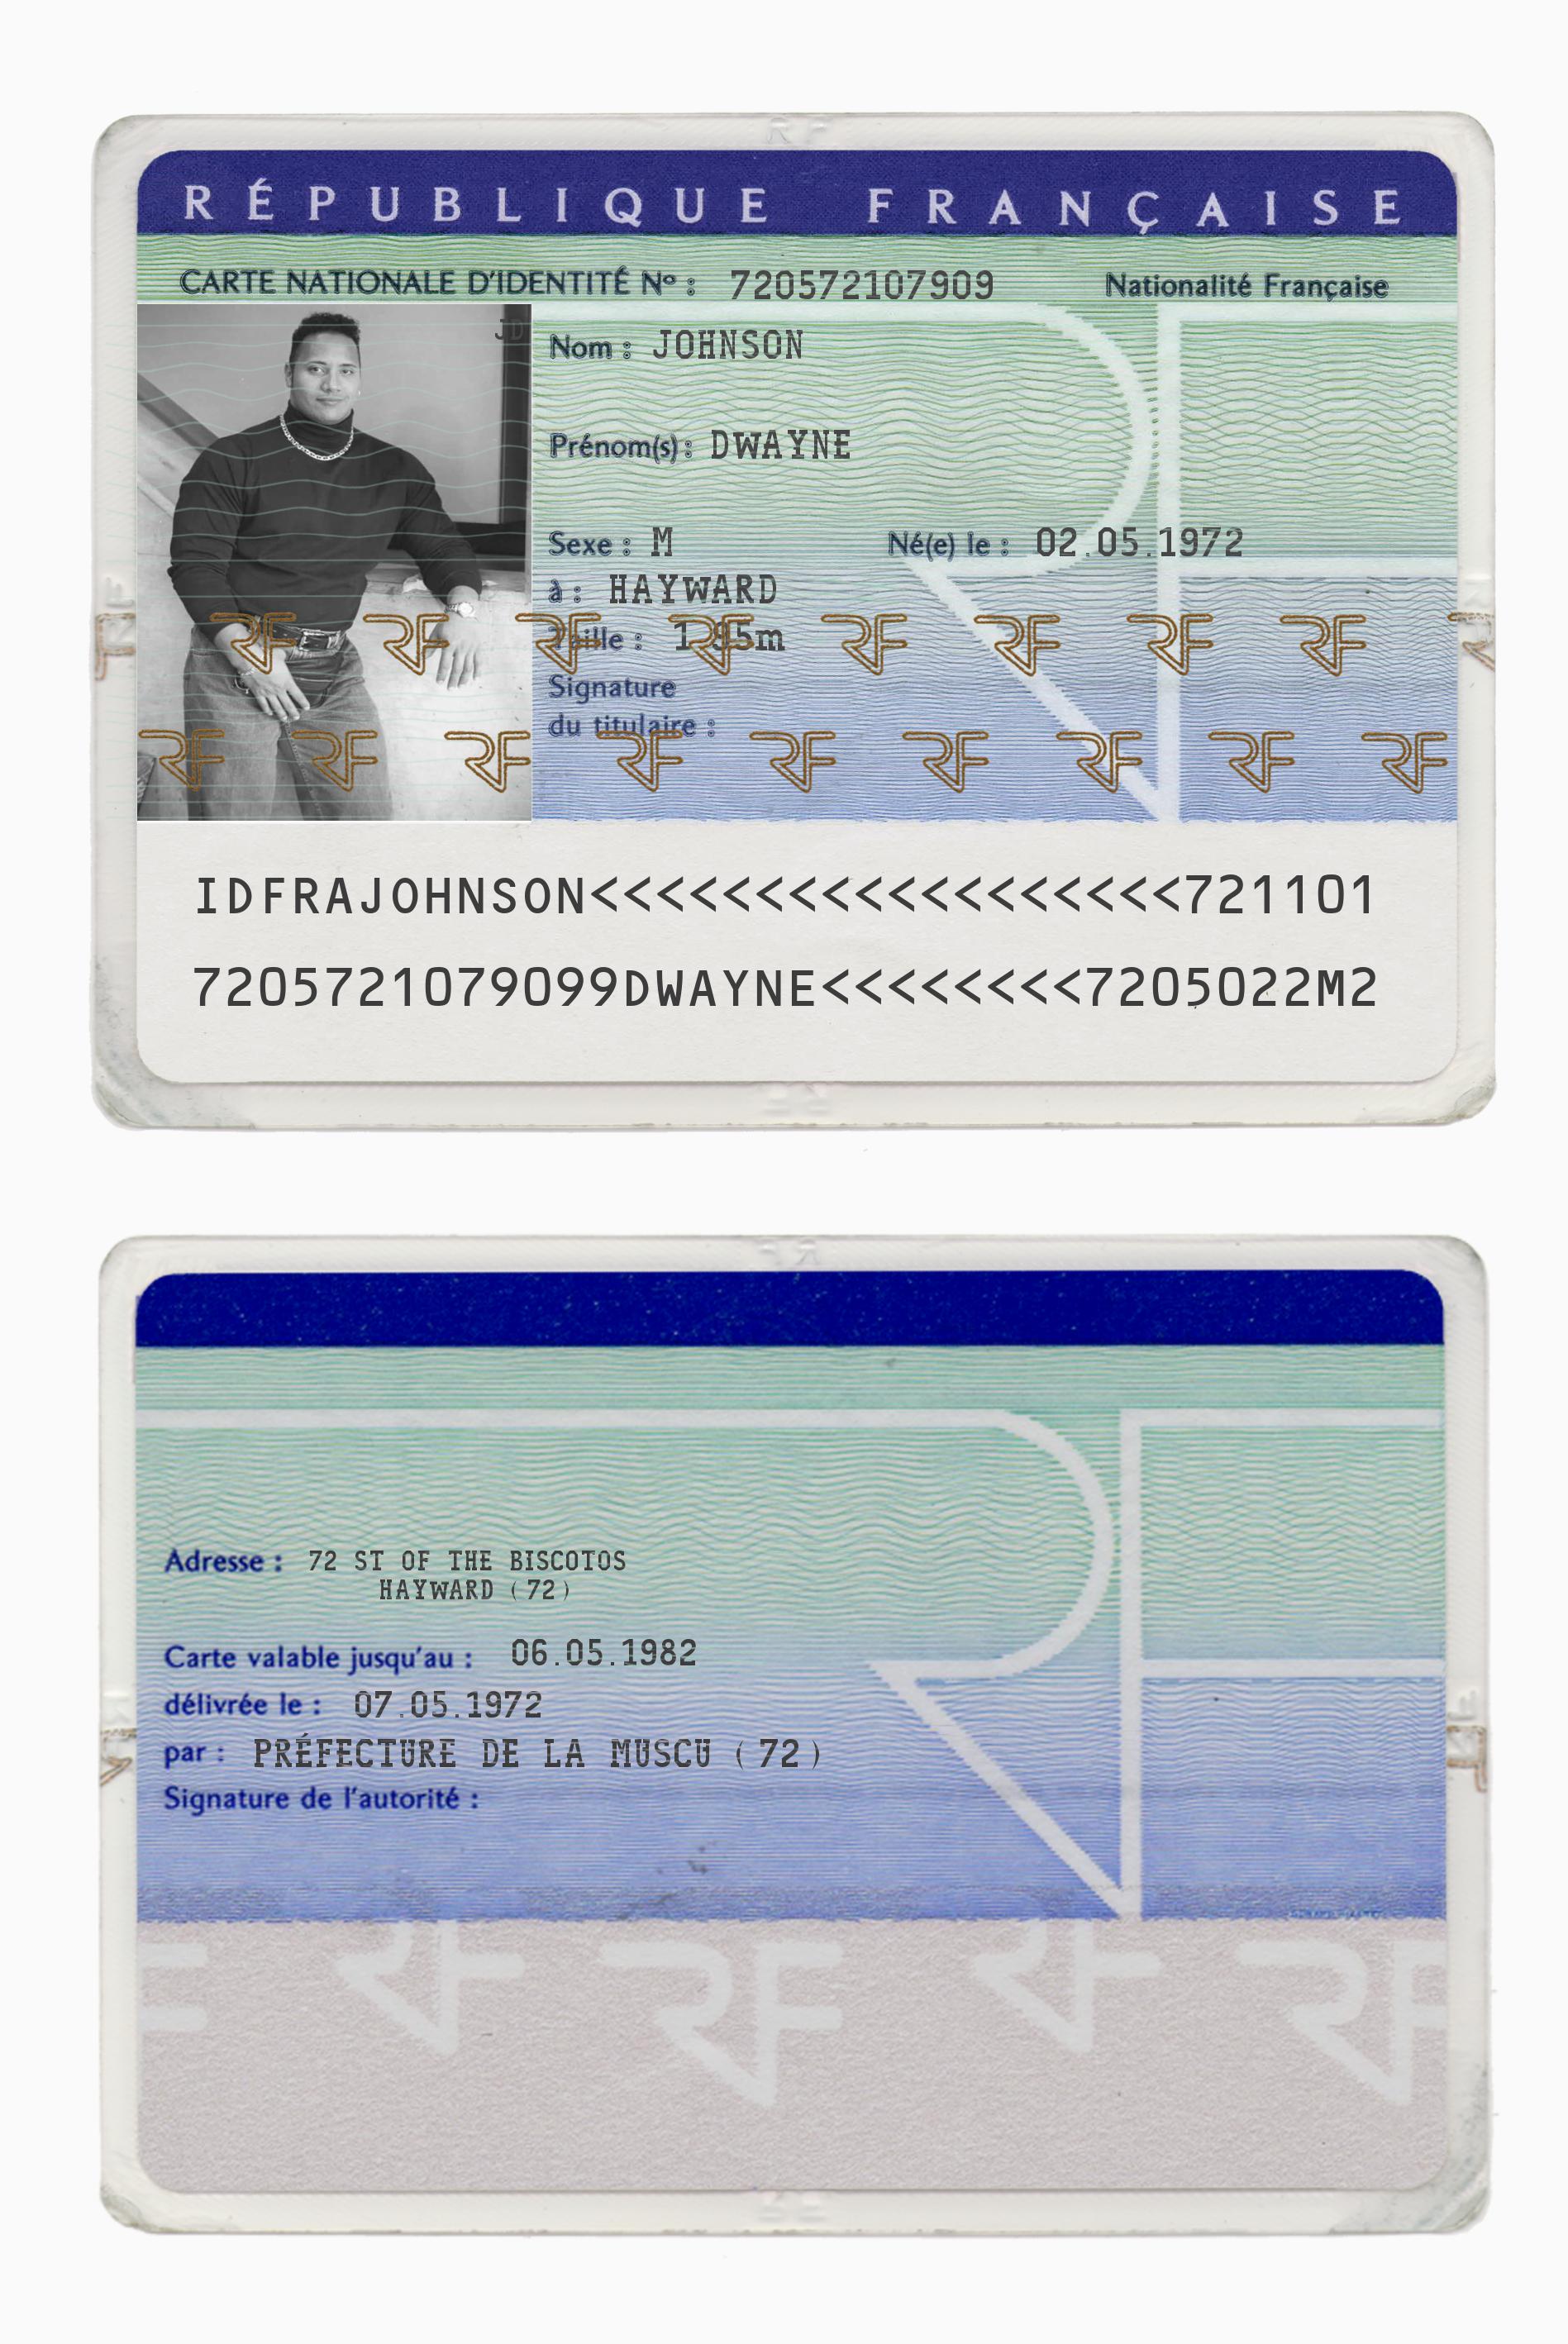 RÉPUBLIQUE FRANÇAISE
CARTE NATIONALE D'IDENTITÉ Nº : 720572107909 Nationalité Française
Nom : JOHNSON
Prénom(s) : DWAYNE
Sexe : M Né(e) le : 02.05.1972
à : HAYWARD
Taille : 1,95m
Signature
du titulaire :
IDFRAJOHNSON<<<<<<<<<<<<<<<<<<721101
7205721079099DWAYNE<<<<<<<<7205022M2
Adresse : 72 ST OF THE BISCOTOS
HAYWARD (72)
Carte valable jusqu'au : 06.05.1982
délivrée le : 07.05.1972
par : PRÉFECTURE DE LA MUSCU (72)
Signature de l'autorité :